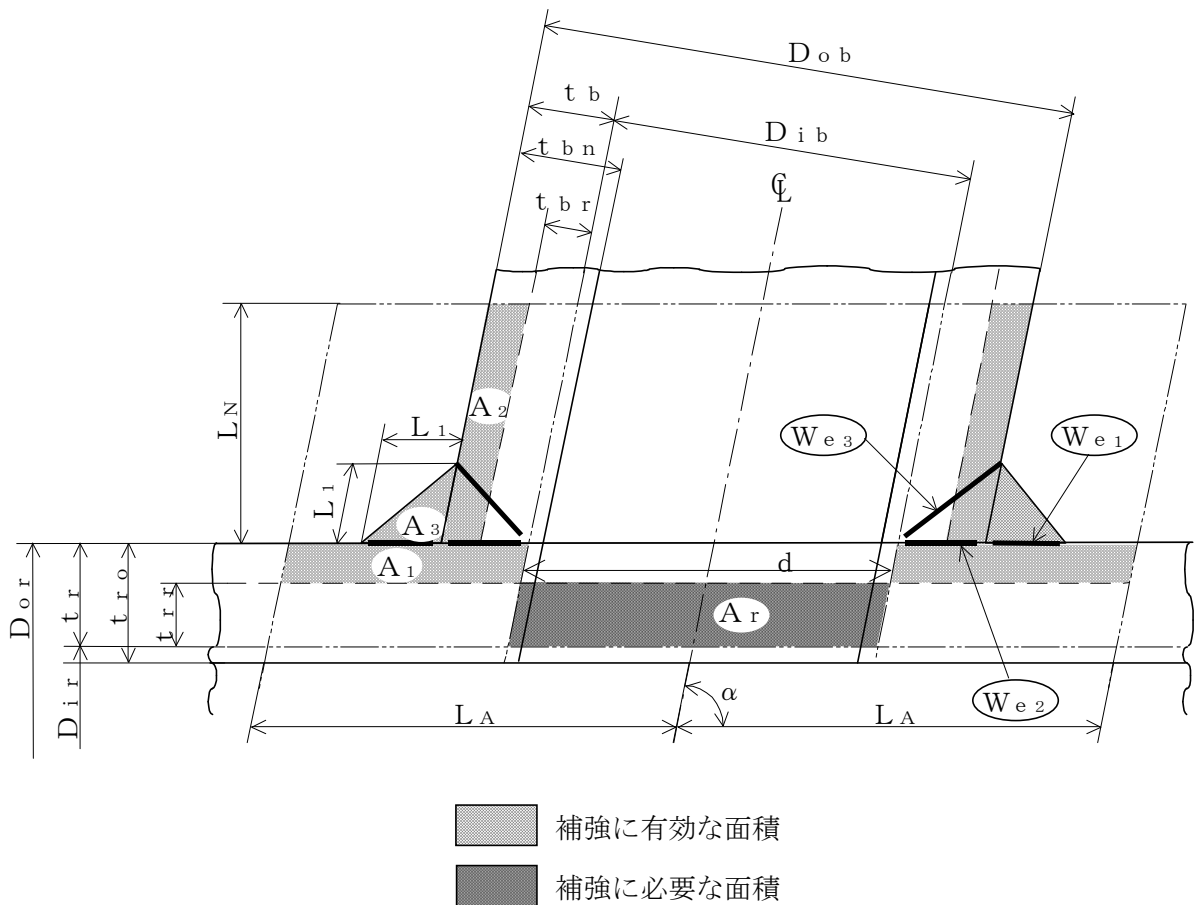 Dob
tb
Dib
tbn
℄
tbr
LN
A2
L1
We3
We1
L1
A3
A1
d
Ar
Dor
tr
tro
trr
Dir
α
We2
LA
LA
補強に有効な面積
補強に必要な面積